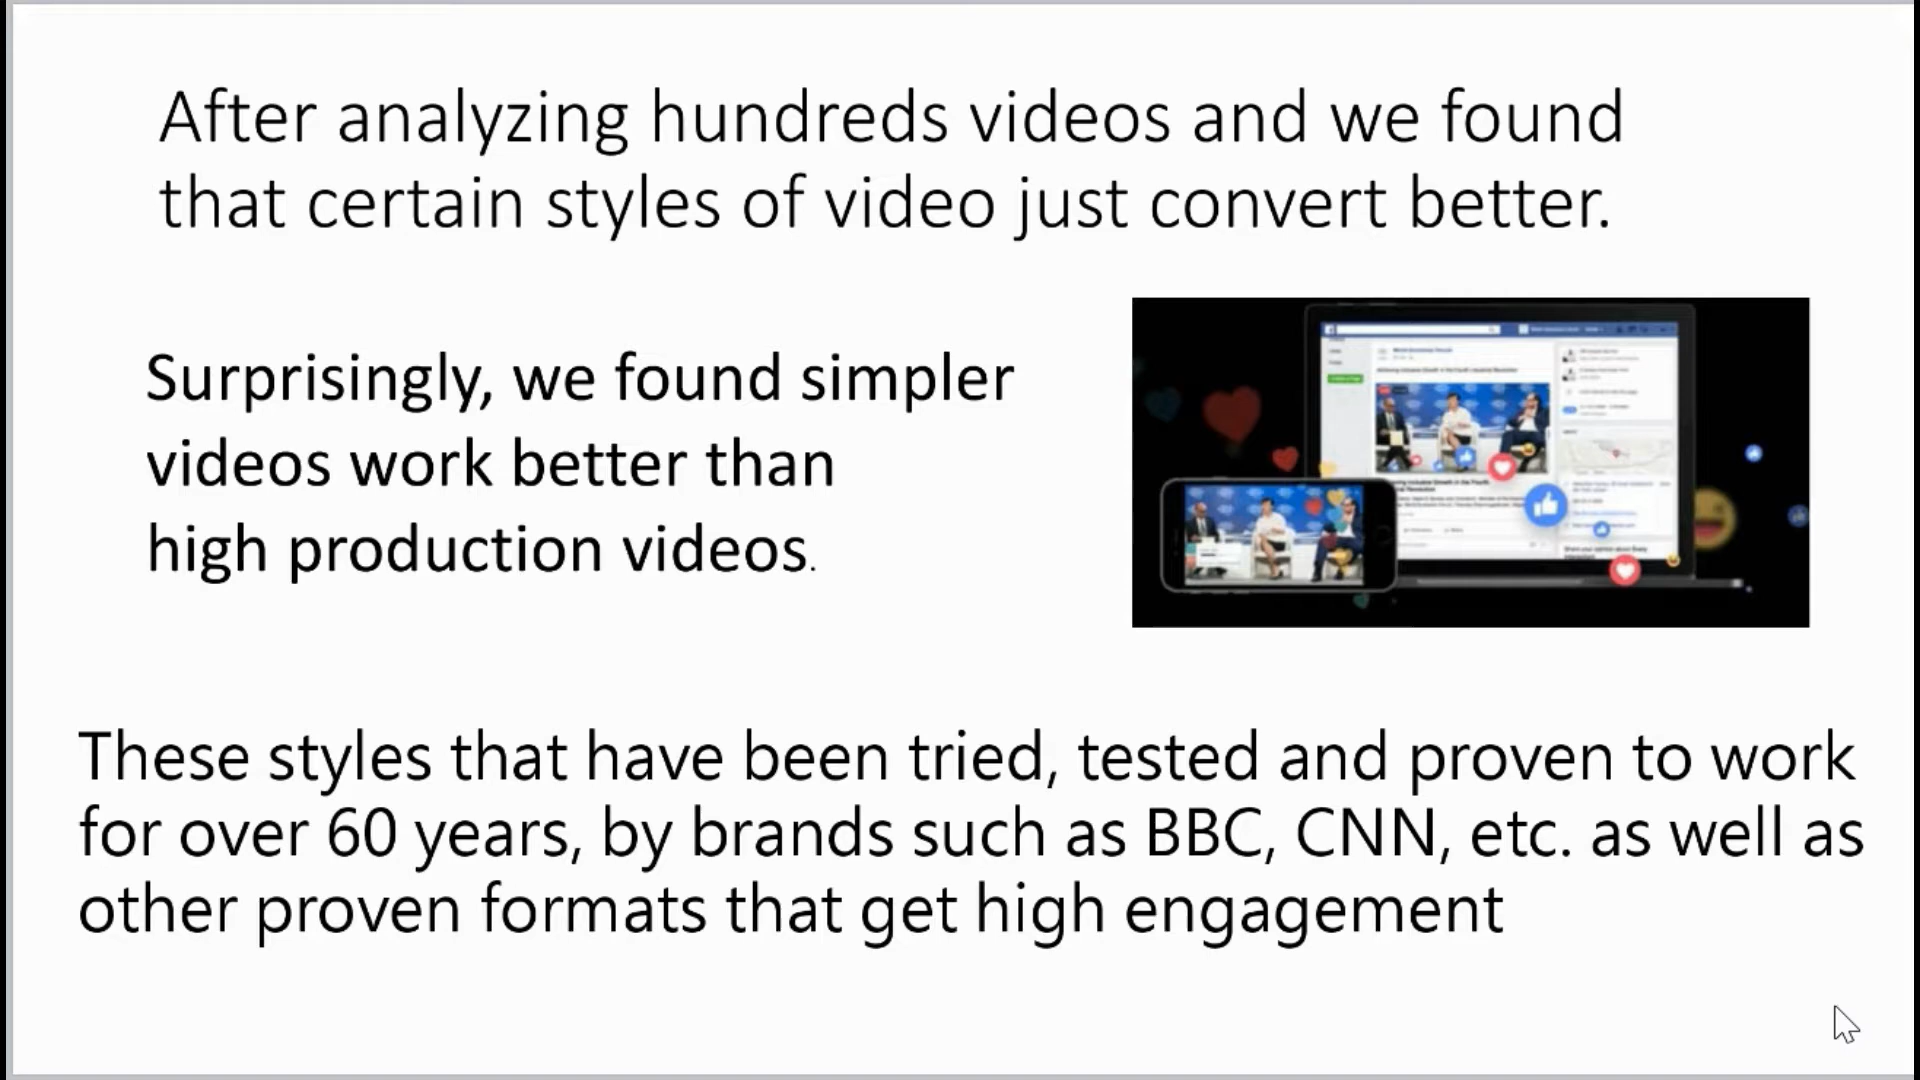 After analyzing hundreds videos and we found
that certain styles of video just convert better.
Surprisingly, we found simpler
videos work better than
high production videos.
These styles that have been tried, tested and proven to work
for over 60 years, by brands such as BBC, CNN, etc. as well as
other proven formats that get high engagement